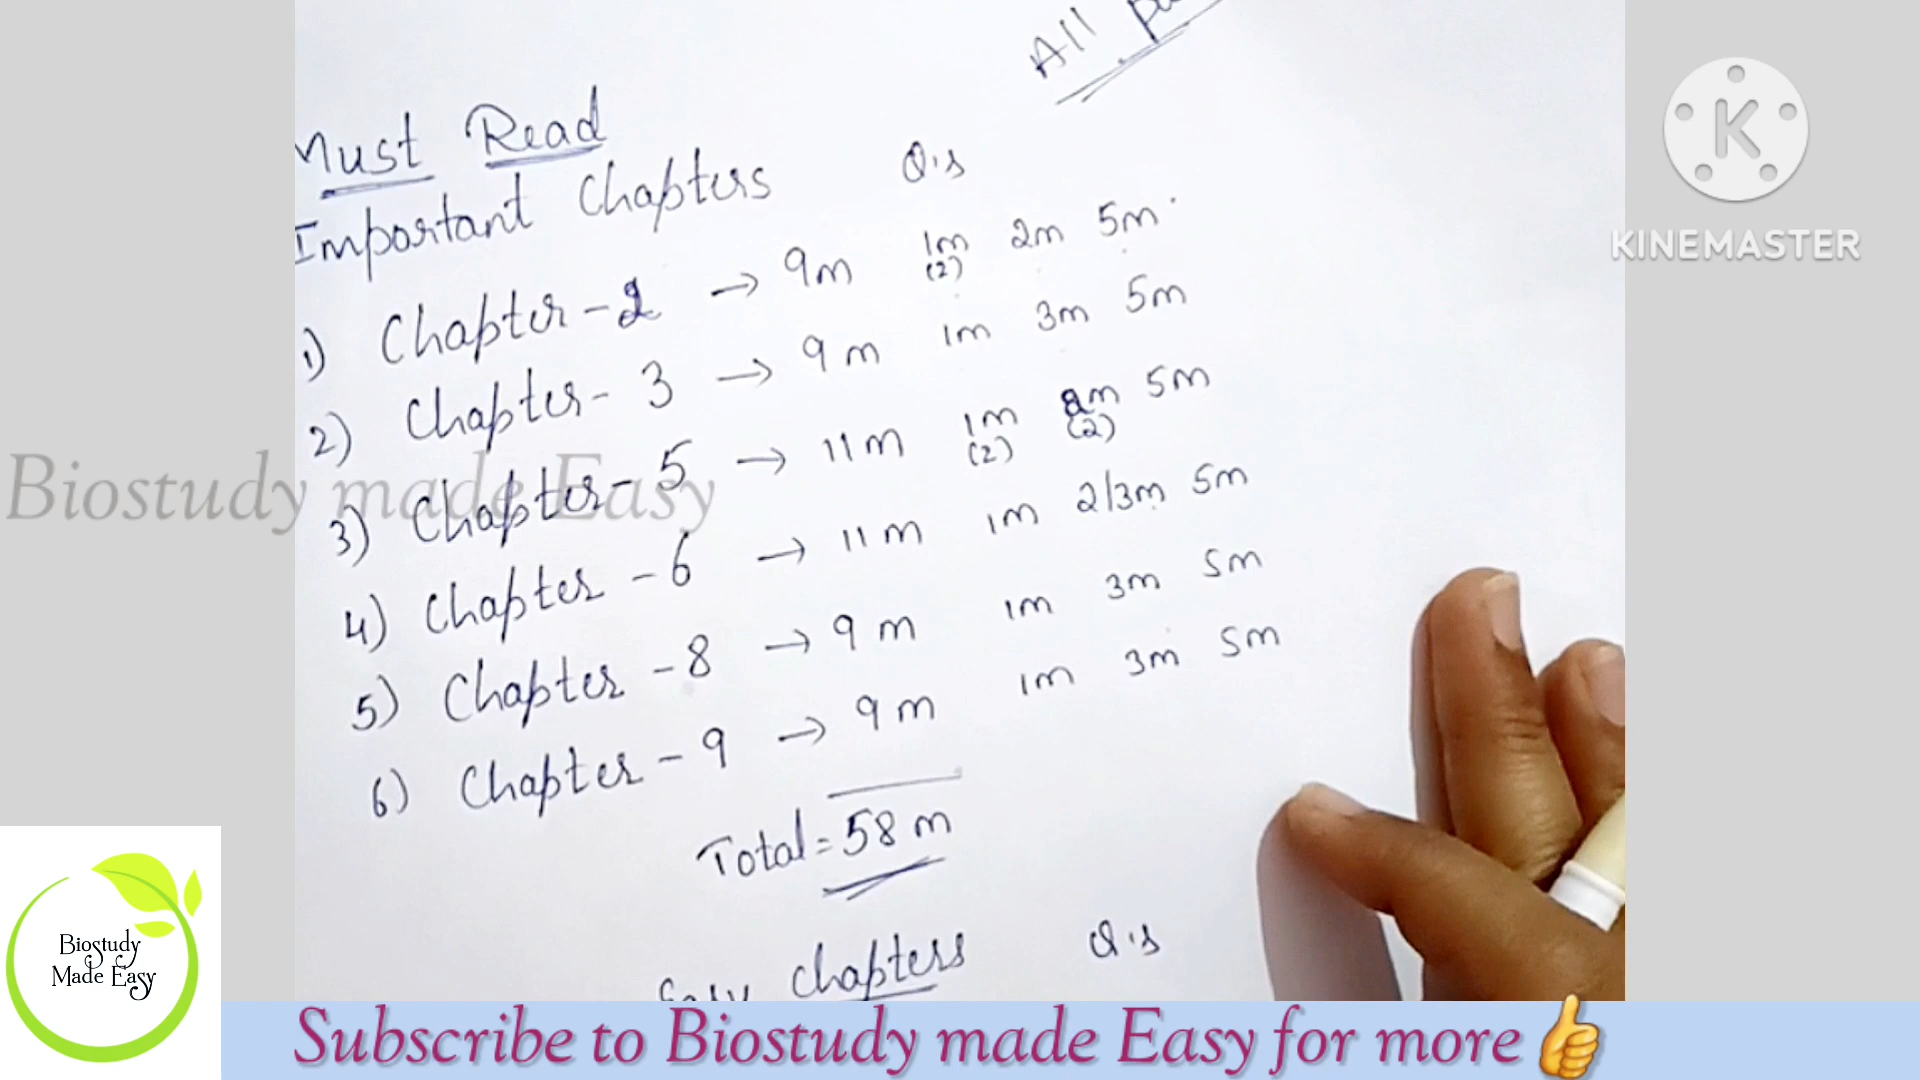 All
Must Read
Important Chapters Q.s
1) Chapter - 2 → 9m 1m (2) 2m 5m
2) Chapter - 3 → 9m 1m 3m 5m
3) Chapter - 5 → 11m 1m (2) 2m (2) 5m
4) Chapter - 6 → 11m 1m 2/3m 5m
5) Chapter - 8 → 9m 1m 3m 5m
6) Chapter - 9 → 9m 1m 3m 5m
Total = 58m
Easy Chapters Q.s
KINEMASTER
Biostudy made Easy
Biostudy
Made Easy
Subscribe to Biostudy made Easy for more